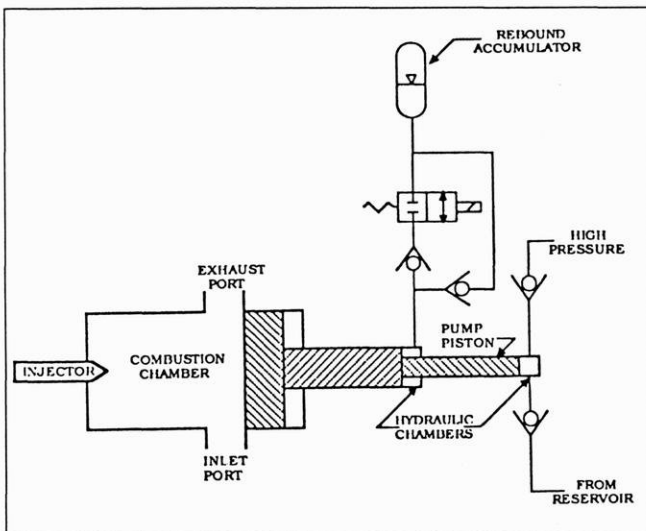 REBOUND
ACCUMULATOR
HIGH
PRESSURE
EXHAUST
PORT
PUMP
PISTON
COMBUSTION
CHAMBER
INJECTOR
HYDRAULIC
CHAMBERS
INLET
PORT
FROM
RESERVOIR